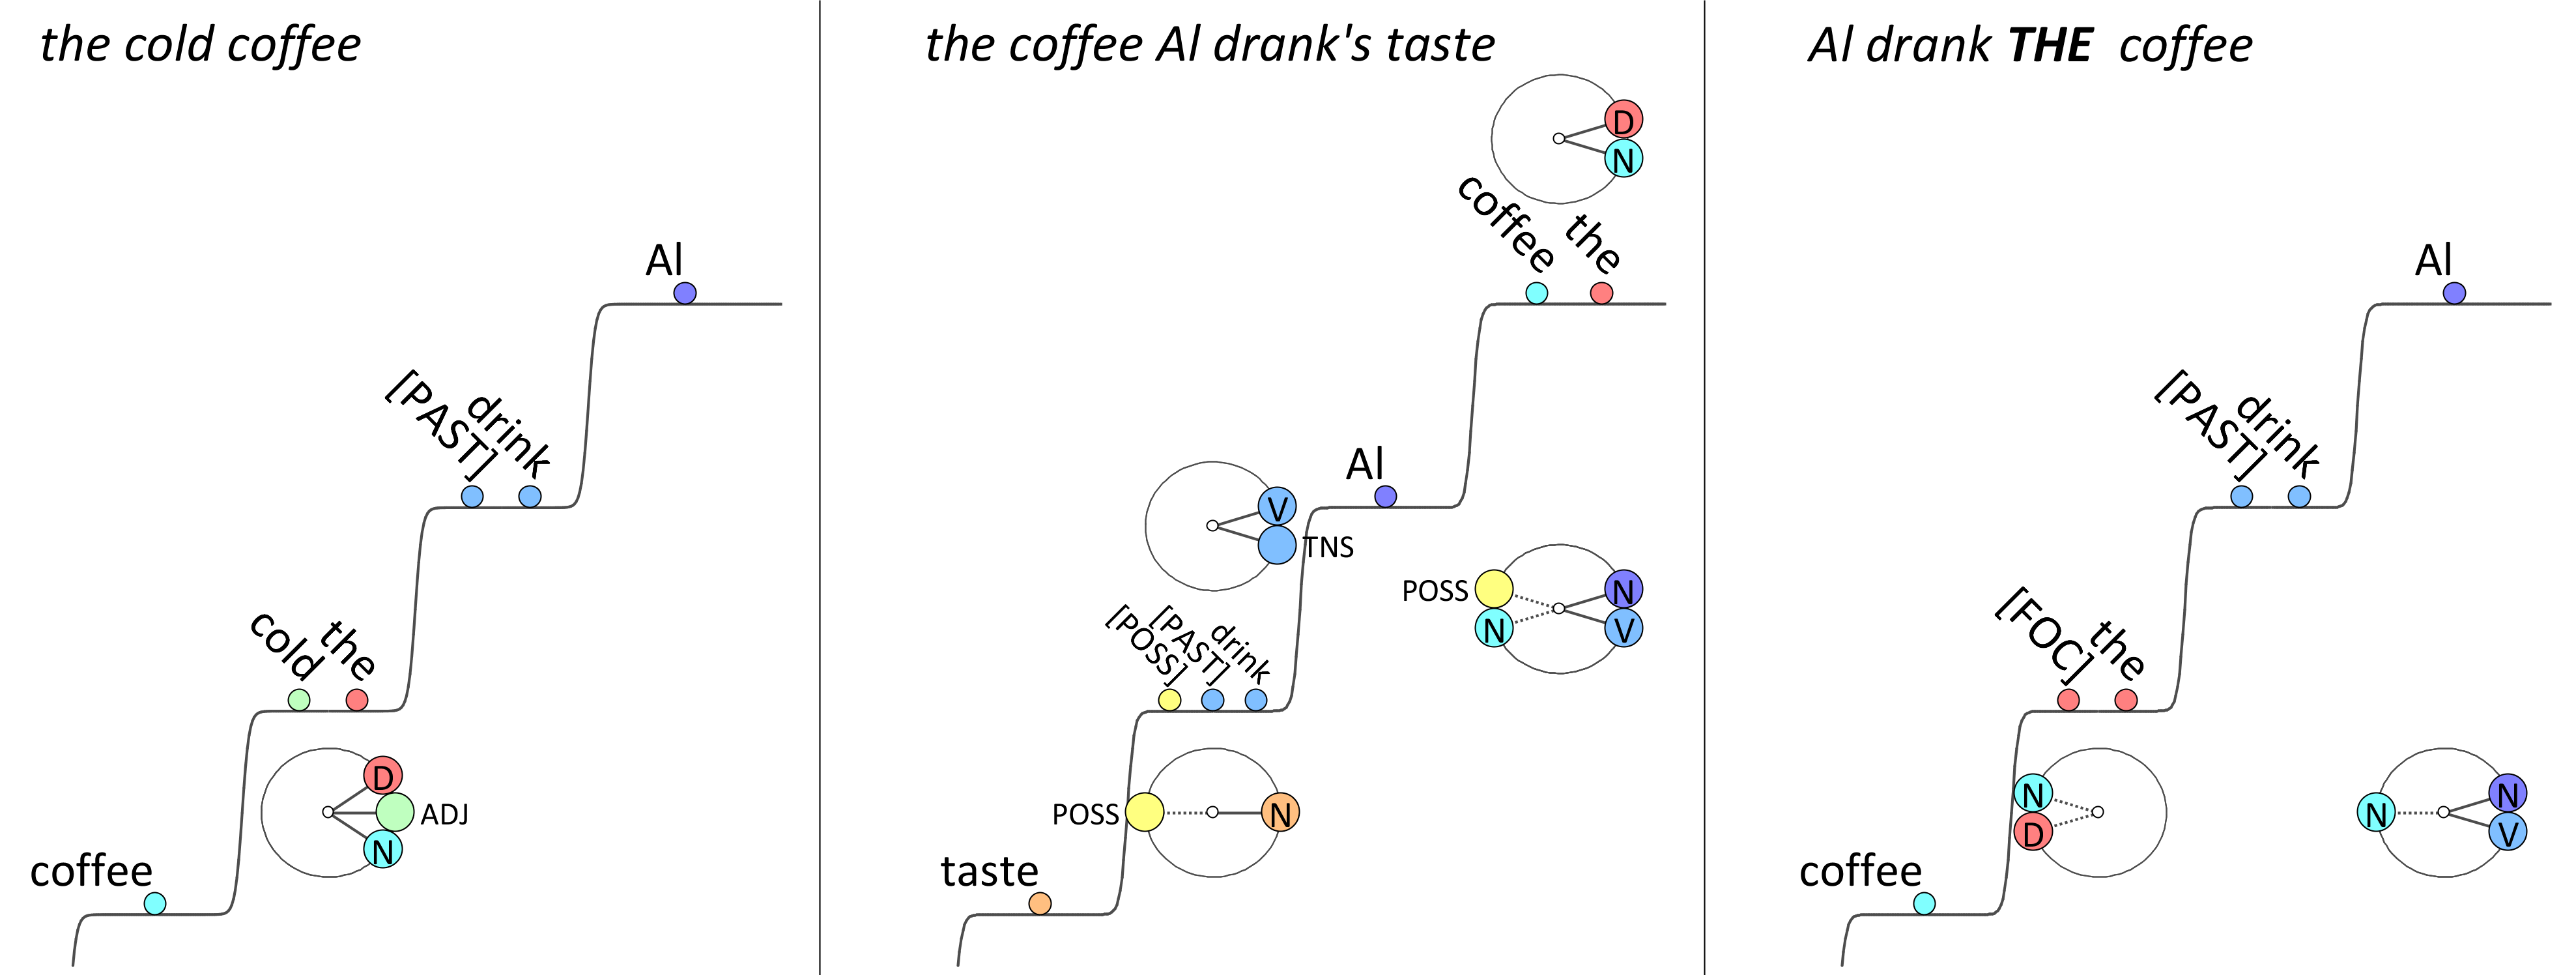 the cold coffee
Al
[PAST] drink
cold the
D
ADJ
N
coffee
the coffee Al drank's taste
D
N
coffee the
Al
V
TNS
POSS
N
N
V
[POSS] [PAST] drink
POSS
N
taste
Al drank THE coffee
Al
[PAST] drink
[FOC] the
N
D
N
N
V
coffee